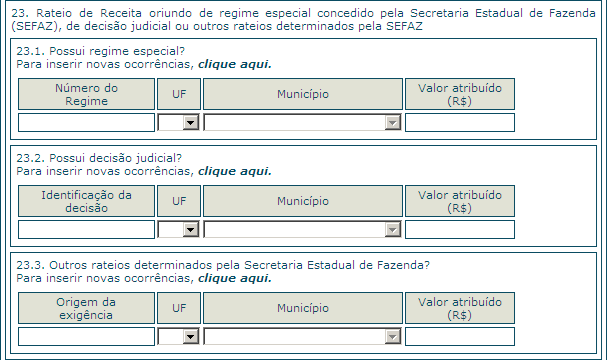 23. Rateio de Receita oriundo de regime especial concedido pela Secretaria Estadual de Fazenda
(SEFAZ), de decisão judicial ou outros rateios determinados pela SEFAZ
23.1. Possui regime especial?
Para inserir novas ocorrências, clique aqui.
Número do
Regime
UF
Município
Valor atribuído
(R$)
23.2. Possui decisão judicial?
Para inserir novas ocorrências, clique aqui.
Identificação da
decisão
UF
Município
Valor atribuído
(R$)
23.3. Outros rateios determinados pela Secretaria Estadual de Fazenda?
Para inserir novas ocorrências, clique aqui.
Origem da
exigência
UF
Município
Valor atribuído
(R$)